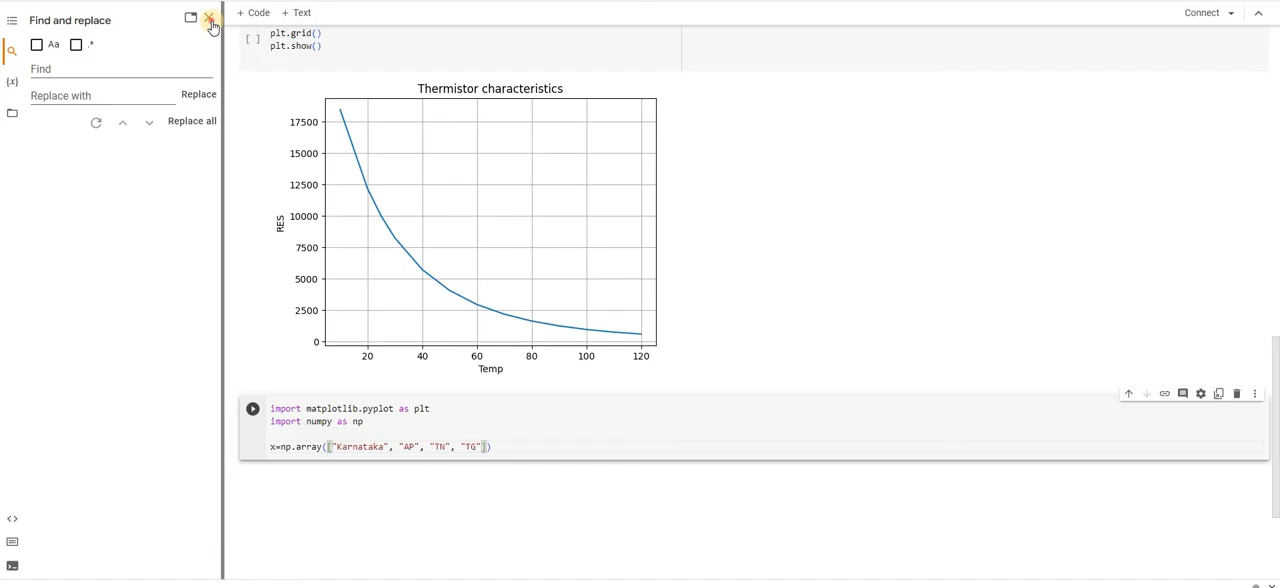 Find and replace
Aa .*
Find
Replace with Replace
Replace all
+ Code + Text
Connect
[ ] plt.grid()
plt.show()
Thermistor characteristics
17500
15000
12500
10000
7500
5000
2500
0
RES
20 40 60 80 100 120
Temp
import matplotlib.pyplot as plt
import numpy as np
x=np.array(["Karnataka", "AP", "TN", "TG"])